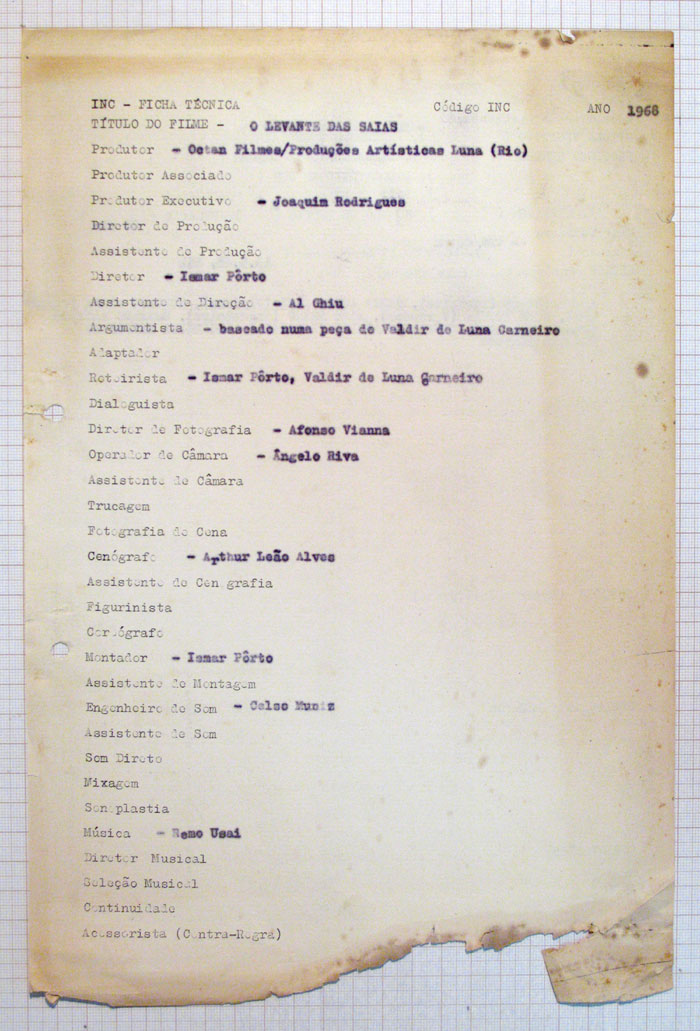 INC - FICHA TÉCNICA Código INC ANO 1968
TÍTULO DO FILME - O LEVANTE DAS SAIAS
Produtor - Octan Filmes/Produções Artísticas Luna (Rio)
Produtor Associado
Produtor Executivo - Joaquim Rodrigues
Diretor de Produção
Assistente de Produção
Diretor - Ismar Pôrto
Assistente de Direção - Al Ghiu
Argumentista - baseado numa peça de Valdir de Luna Carneiro
Adaptador
Roteirista - Ismar Pôrto, Valdir de Luna Carneiro
Dialoguista
Diretor de Fotografia - Afonso Vianna
Operador de Câmara - Ângelo Riva
Assistente de Câmara
Trucagem
Fotografia de Cena
Cenógrafo - Arthur Leão Alves
Assistente de Cenografia
Figurinista
Coreógrafo
Montador - Ismar Pôrto
Assistente de Montagem
Engenheiro de Som - Celso Muniz
Assistente de Som
Som Direto
Mixagem
Sonoplastia
Música - Remo Usai
Diretor Musical
Seleção Musical
Continuidade
Acessorista (Contra-Regra)